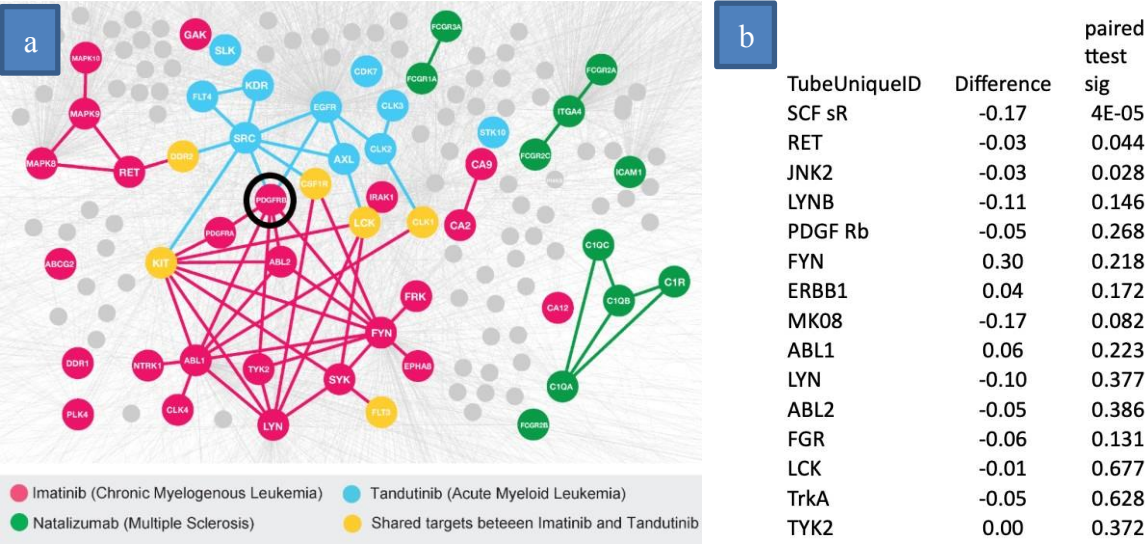 a
FCGR3A
GAK
SLK
MAPK10
FCGR1A
FCGR2A
CDK7
KDR
FLT4
EGFR
CLK3
MAPK9
ITGA4
SRC
STK10
CLK2
DDR2
AXL
FCGR2C
MAPK8
RET
CA9
ICAM1
CSF1R
IRAK1
PDGFRB
LCK
CLK1
CA2
PDGFRA
C1QC
KIT
ABL2
ABCG2
C1R
FRK
C1QB
CA12
FYN
DDR1
NTRK1
ABL1
TYK2
EPHA8
SYK
C1QA
PLK4
CLK4
FLT3
LYN
FCGR2B
Imatinib (Chronic Myelogenous Leukemia)
Tandutinib (Acute Myeloid Leukemia)
Natalizumab (Multiple Sclerosis)
Shared targets beteeen Imatinib and Tandutinib
b
paired
ttest
TubeUniqueID Difference sig
SCF sR -0.17 4E-05
RET -0.03 0.044
JNK2 -0.03 0.028
LYNB -0.11 0.146
PDGF Rb -0.05 0.268
FYN 0.30 0.218
ERBB1 0.04 0.172
MK08 -0.17 0.082
ABL1 0.06 0.223
LYN -0.10 0.377
ABL2 -0.05 0.386
FGR -0.06 0.131
LCK -0.01 0.677
TrkA -0.05 0.628
TYK2 0.00 0.372